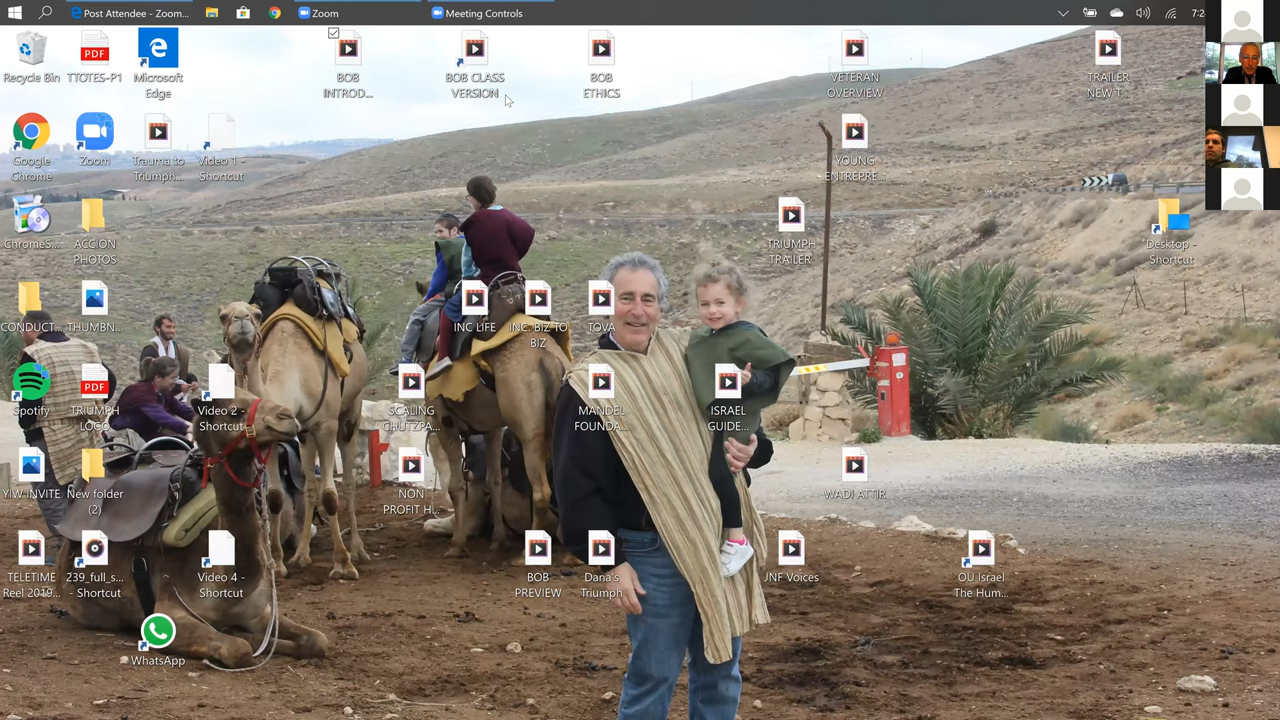 Post Attendee - Zoom...
Zoom
Meeting Controls
Recycle Bin
TTOTES-P1
Microsoft
Edge
BOB
INTROD...
BOB CLASS
VERSION
BOB
ETHICS
VETERAN
OVERVIEW
TRAILER
NEW T...
Google
Chrome
Zoom
Trauma to
Triumph...
Video 1 -
Shortcut
YOUNG
ENTREPRE...
ChromeS...
ACCION
PHOTOS
TRIUMPH
TRAILER
Desktop -
Shortcut
CONDUCT...
THUMBN...
INC LIFE
INC. BIZ TO
BIZ
TOVA
Spotify
TRIUMPH
LOGO
Video 2 -
Shortcut
SCALING
CHUTZPA...
MANDEL
FOUNDA...
ISRAEL
GUIDE...
YIW INVITE
New folder
(2)
NON
PROFIT H...
WADI ATTIR
TELETIME
Reel 2019...
239_full_s...
- Shortcut
Video 4 -
Shortcut
BOB
PREVIEW
Dana's
Triumph
JNF Voices
OU Israel
The Hum...
WhatsApp
PDF
PDF